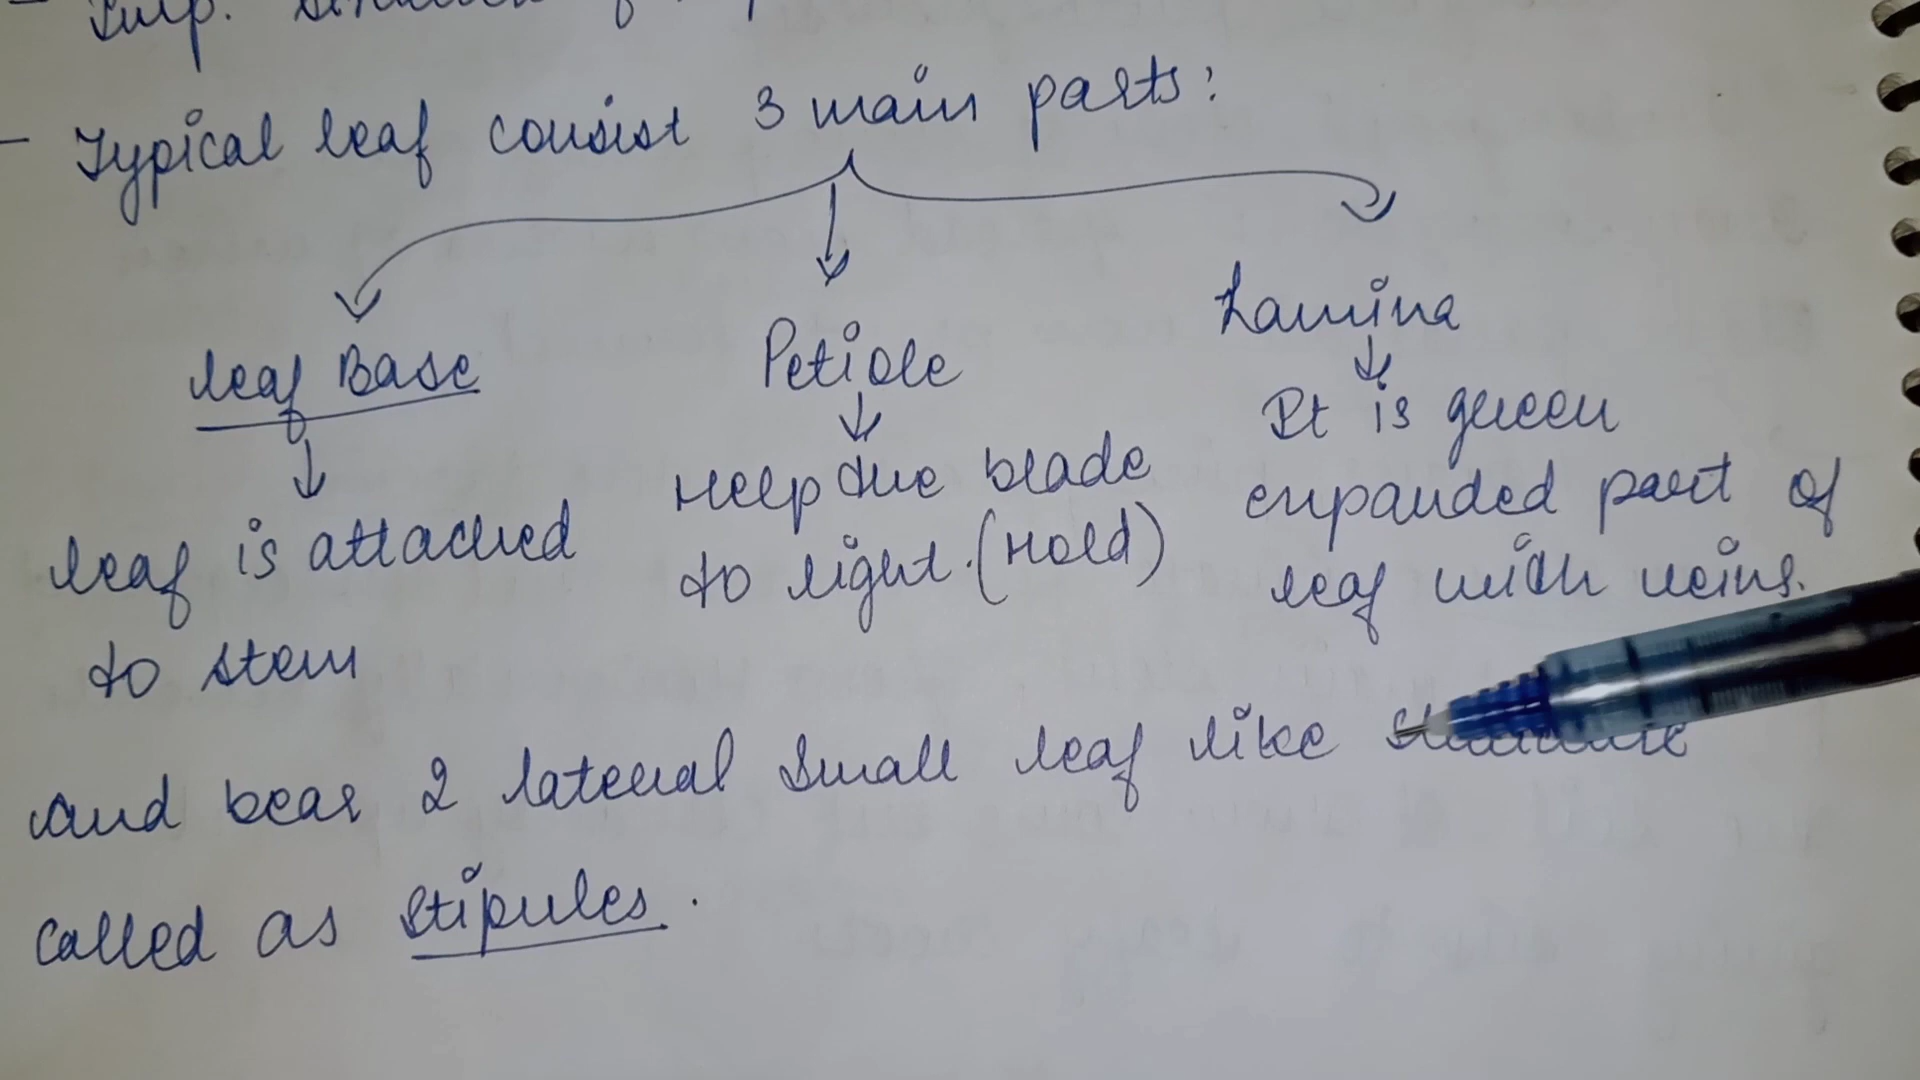 - Imp.
- Typical leaf consist 3 main parts:
Leaf Base
leaf is attached
to stem
and bear 2 lateral small leaf like structure
called as stipules.
Petiole
Help the blade
to light. (Hold)
Lamina
It is green
expanded part of
leaf with veins.